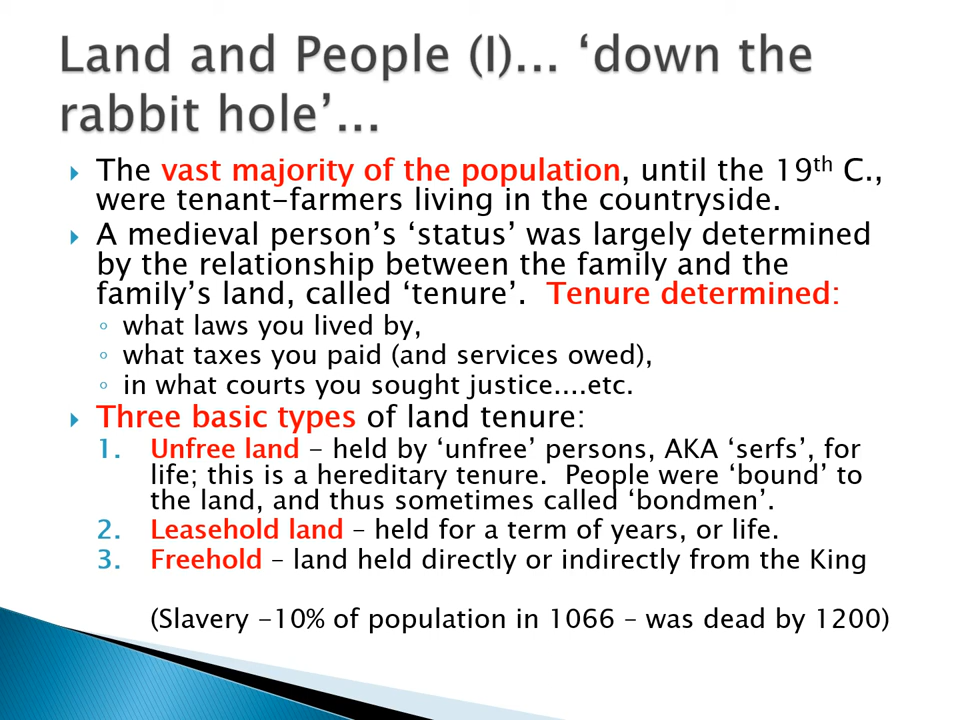 Land and People (I)... ‘down the
rabbit hole’...
The vast majority of the population, until the 19th C.,
were tenant-farmers living in the countryside.
A medieval person’s ‘status’ was largely determined
by the relationship between the family and the
family’s land, called ‘tenure’. Tenure determined:
what laws you lived by,
what taxes you paid (and services owed),
in what courts you sought justice....etc.
Three basic types of land tenure:
1. Unfree land - held by ‘unfree’ persons, AKA ‘serfs’, for
life; this is a hereditary tenure. People were ‘bound’ to
the land, and thus sometimes called ‘bondmen’.
2. Leasehold land – held for a term of years, or life.
3. Freehold – land held directly or indirectly from the King
(Slavery -10% of population in 1066 – was dead by 1200)